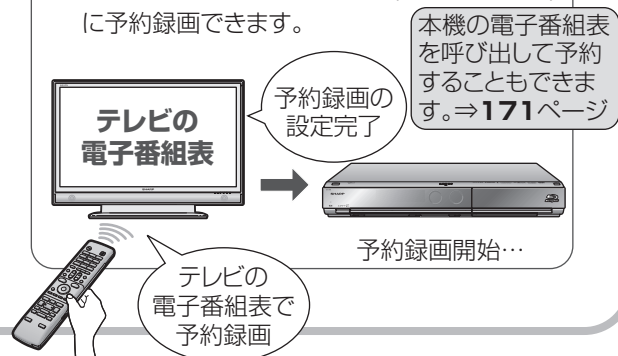 に予約録画できます。
本機の電子番組表
を呼び出して予約
することもできま
す。⇒171ページ
テレビの
電子番組表
予約録画の
設定完了
SHARP
SHARP
予約録画開始…
テレビの
電子番組表で
予約録画